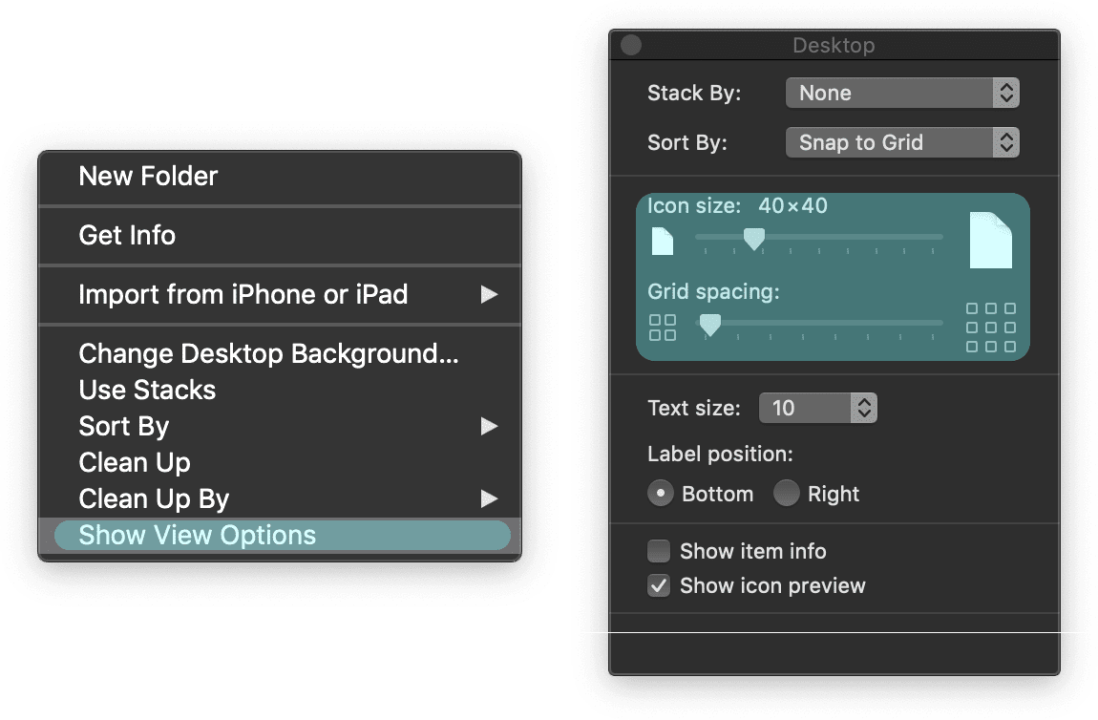 New Folder
Get Info
Import from iPhone or iPad
Change Desktop Background...
Use Stacks
Sort By
Clean Up
Clean Up By
Show View Options
Desktop
Stack By: None
Sort By: Snap to Grid
Icon size: 40×40
Grid spacing:
Text size: 10
Label position:
Bottom Right
Show item info
Show icon preview